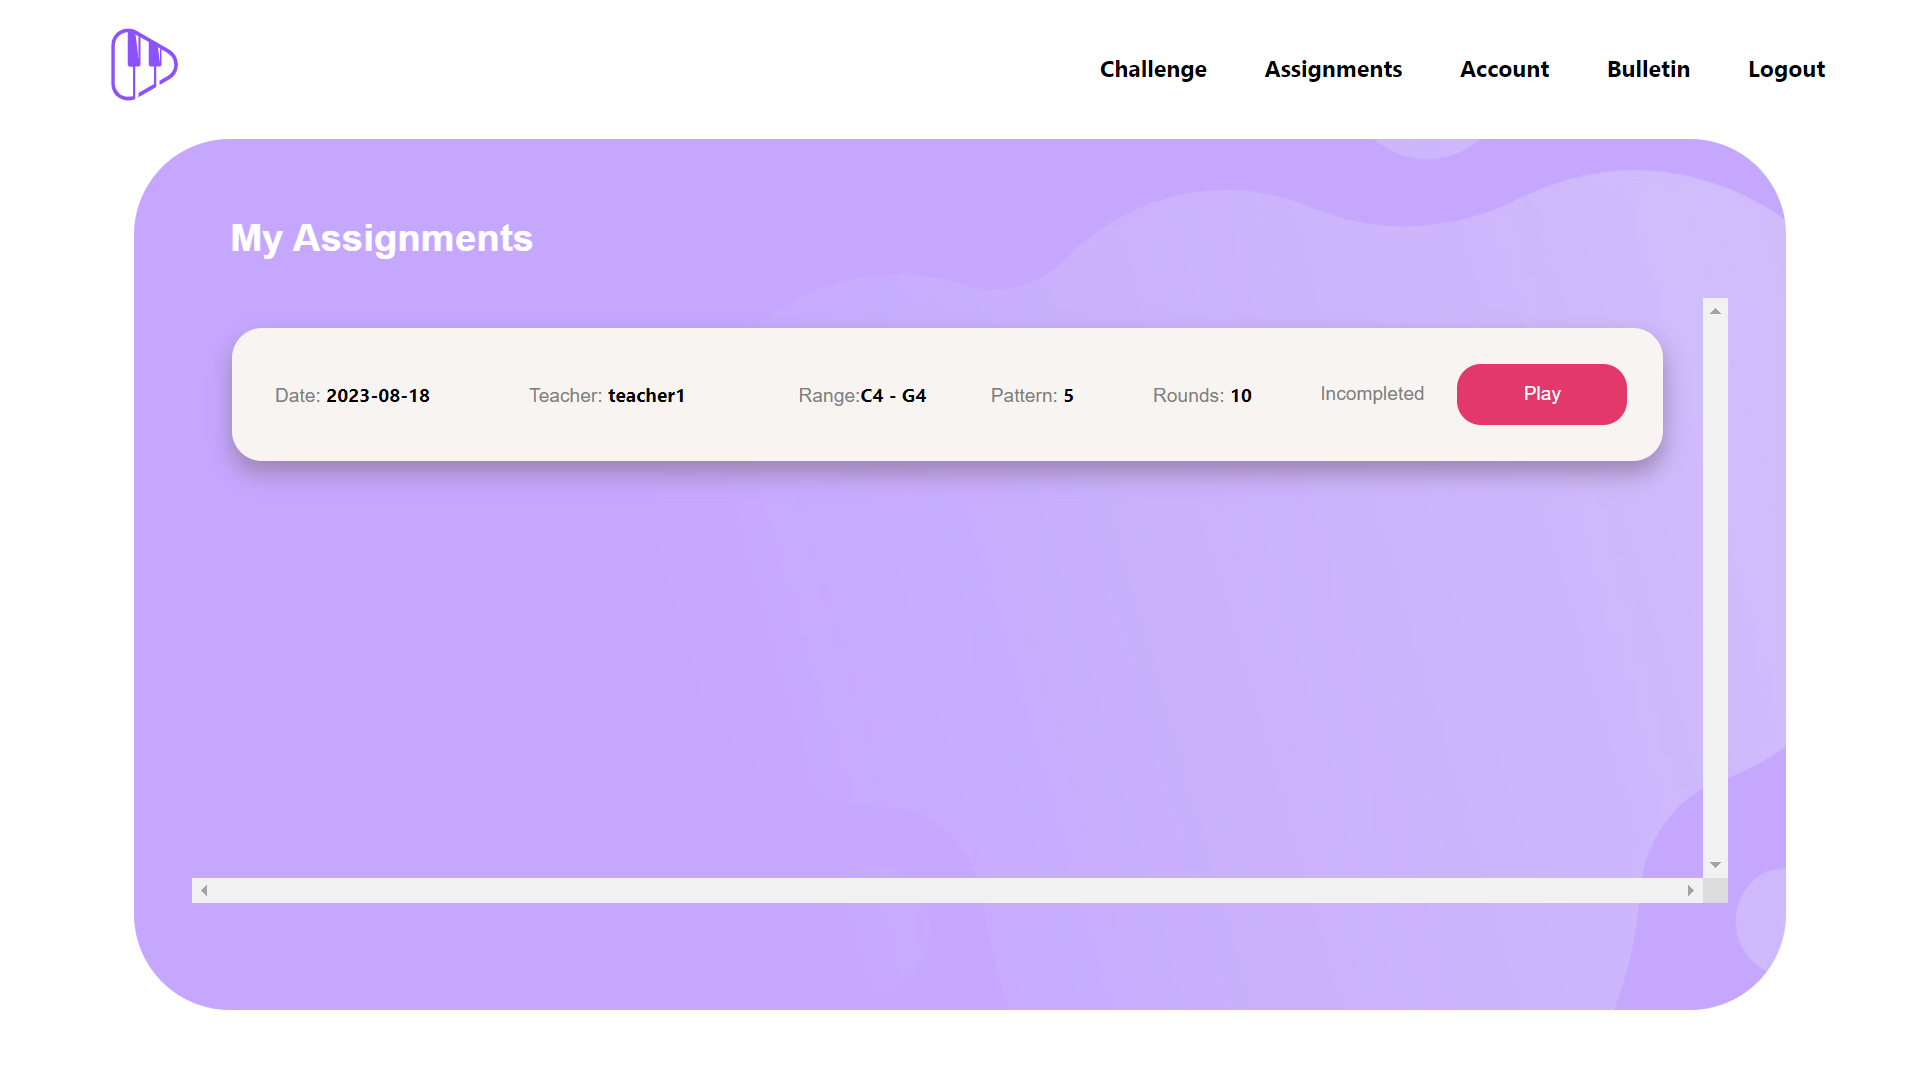 Challenge Assignments Account Bulletin Logout
My Assignments
Date: 2023-08-18 Teacher: teacher1 Range:C4 - G4 Pattern: 5 Rounds: 10 Incompleted Play